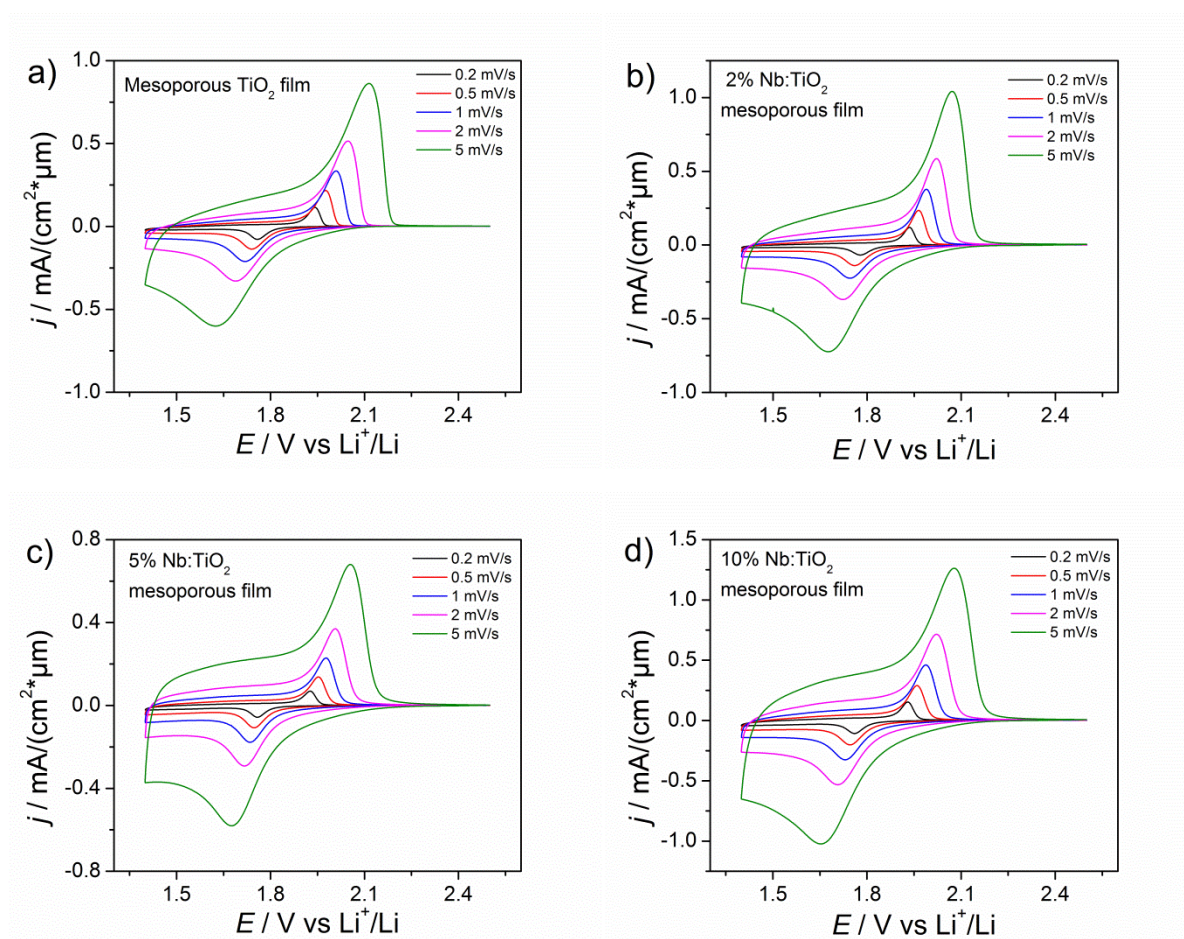 a)
Mesoporous TiO₂ film
0.2 mV/s
0.5 mV/s
1 mV/s
2 mV/s
5 mV/s
1.0
0.5
0.0
-0.5
-1.0
j / mA/(cm²*µm)
1.5
1.8
2.1
2.4
E / V vs Li⁺/Li
b)
2% Nb:TiO₂
mesoporous film
0.2 mV/s
0.5 mV/s
1 mV/s
2 mV/s
5 mV/s
1.0
0.5
0.0
-0.5
-1.0
j / mA/(cm²*µm)
1.5
1.8
2.1
2.4
E / V vs Li⁺/Li
c)
5% Nb:TiO₂
mesoporous film
0.2 mV/s
0.5 mV/s
1 mV/s
2 mV/s
5 mV/s
0.8
0.4
0.0
-0.4
-0.8
j / mA/(cm²*µm)
1.5
1.8
2.1
2.4
E / V vs Li⁺/Li
d)
10% Nb:TiO₂
mesoporous film
0.2 mV/s
0.5 mV/s
1 mV/s
2 mV/s
5 mV/s
1.5
1.0
0.5
0.0
-0.5
-1.0
j / mA/(cm²*µm)
1.5
1.8
2.1
2.4
E / V vs Li⁺/Li